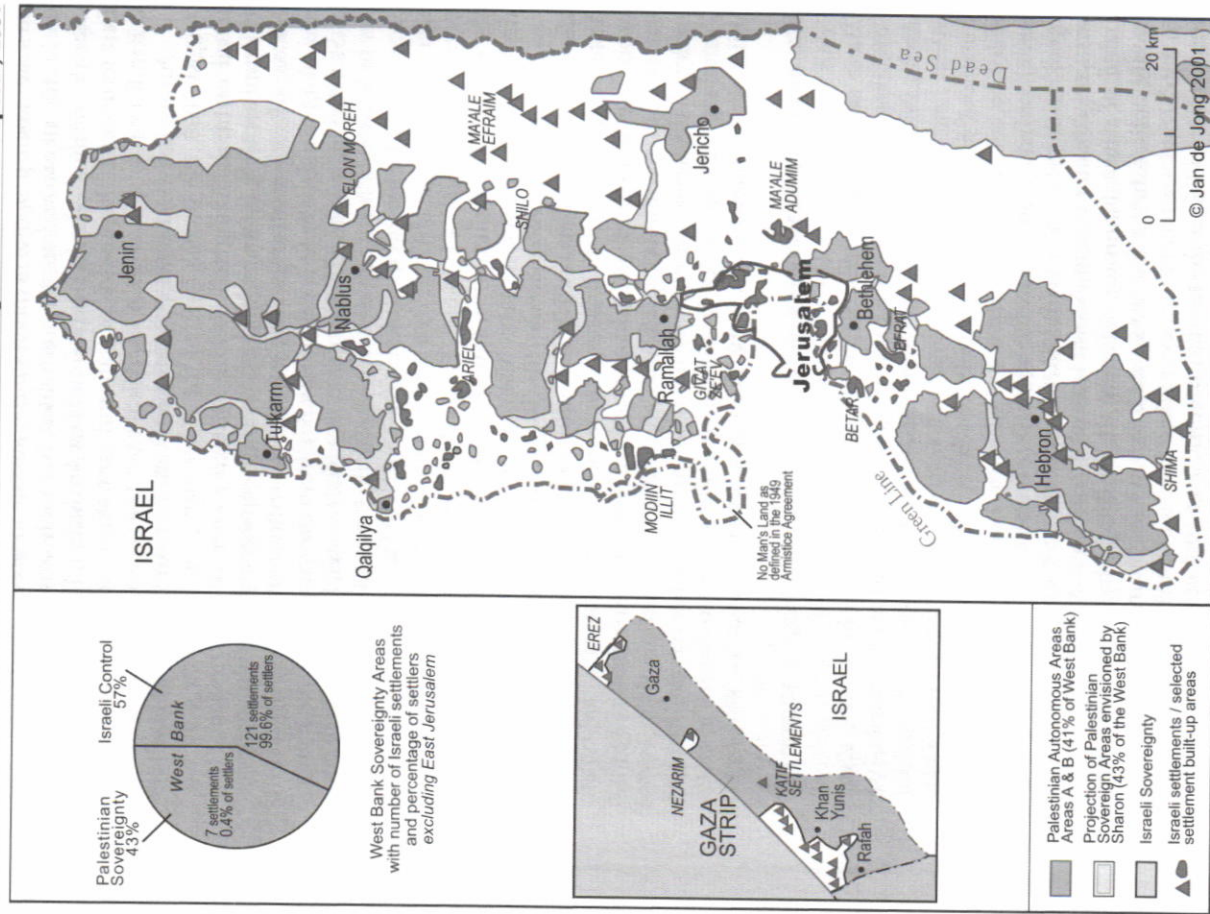 Palestinian
Sovereignty
43%
Israeli Control
57%
West Bank
7 settlements
0.4% of settlers
121 settlements
99.6% of settlers
West Bank Sovereignty Areas
with number of Israeli settlements
and percentage of settlers
excluding East Jerusalem
EREZ
Gaza
NEZARIM
GAZA
STRIP
KATIF
SETTLEMENTS
Khan
Yunis
Rafah
ISRAEL
Palestinian Autonomous Areas
Areas A & B (41% of West Bank)
Projection of Palestinian
Sovereign Areas envisioned by
Sharon (43% of the West Bank)
Israeli Sovereignty
Israeli settlements / selected
settlement built-up areas
ISRAEL
Jenin
Tulkarm
Nablus
ELON MOREH
Qalqilya
ARIEL
MA'ALE
EFRAIM
SHILO
MODIIN
ILLIT
Ramallah
GIV'AT
ZE'EV
Jericho
No Man's Land as
defined in the 1949
Armistice Agreement
MA'ALE
ADUMIM
Jerusalem
Bethlehem
BETAR
EFRAT
Green Line
Dead Sea
Hebron
SHIMA
0
20 km
© Jan de Jong 2001